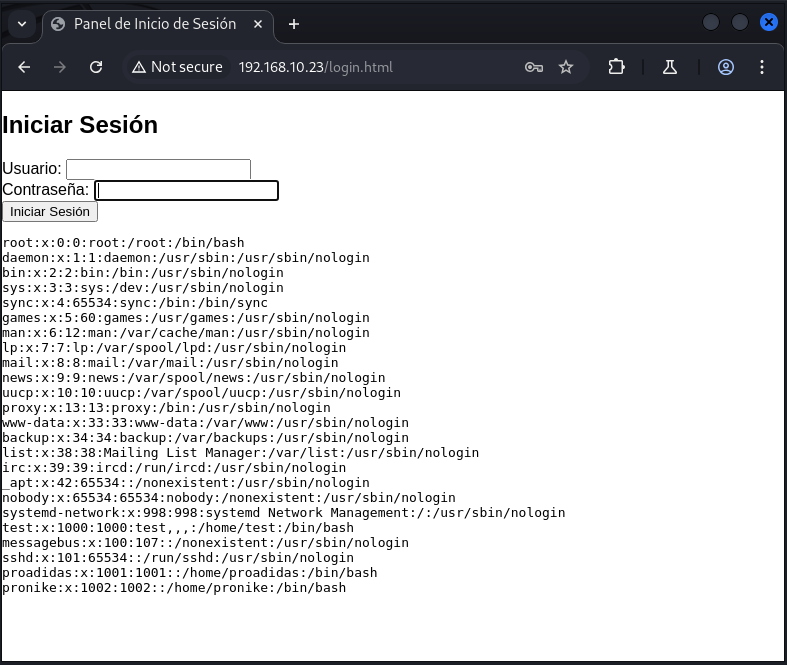 Panel de Inicio de Sesión
Not secure 192.168.10.23/login.html
Iniciar Sesión
Usuario:
Contraseña:
Iniciar Sesión
root:x:0:0:root:/root:/bin/bash
daemon:x:1:1:daemon:/usr/sbin:/usr/sbin/nologin
bin:x:2:2:bin:/bin:/usr/sbin/nologin
sys:x:3:3:sys:/dev:/usr/sbin/nologin
sync:x:4:65534:sync:/bin:/bin/sync
games:x:5:60:games:/usr/games:/usr/sbin/nologin
man:x:6:12:man:/var/cache/man:/usr/sbin/nologin
lp:x:7:7:lp:/var/spool/lpd:/usr/sbin/nologin
mail:x:8:8:mail:/var/mail:/usr/sbin/nologin
news:x:9:9:news:/var/spool/news:/usr/sbin/nologin
uucp:x:10:10:uucp:/var/spool/uucp:/usr/sbin/nologin
proxy:x:13:13:proxy:/bin:/usr/sbin/nologin
www-data:x:33:33:www-data:/var/www:/usr/sbin/nologin
backup:x:34:34:backup:/var/backups:/usr/sbin/nologin
list:x:38:38:Mailing List Manager:/var/list:/usr/sbin/nologin
irc:x:39:39:ircd:/run/ircd:/usr/sbin/nologin
_apt:x:42:65534::/nonexistent:/usr/sbin/nologin
nobody:x:65534:65534:nobody:/nonexistent:/usr/sbin/nologin
systemd-network:x:998:998:systemd Network Management:/:/usr/sbin/nologin
test:x:1000:1000:test,,,:/home/test:/bin/bash
messagebus:x:100:107::/nonexistent:/usr/sbin/nologin
sshd:x:101:65534::/run/sshd:/usr/sbin/nologin
proadidas:x:1001:1001::/home/proadidas:/bin/bash
pronike:x:1002:1002::/home/pronike:/bin/bash